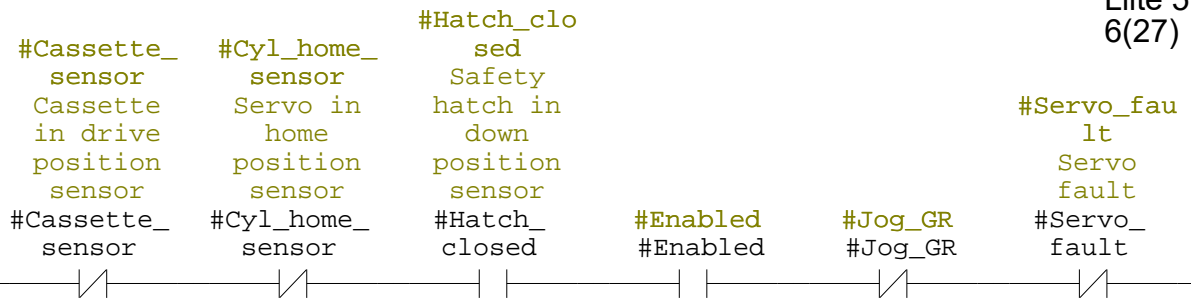 Liite 5
6(27)
#Cassette_
sensor
Cassette
in drive
position
sensor
#Cassette_
sensor
#Cyl_home_
sensor
Servo in
home
position
sensor
#Cyl_home_
sensor
#Hatch_clo
sed
Safety
hatch in
down
position
sensor
#Hatch_
closed
#Enabled
#Enabled
#Jog_GR
#Jog_GR
#Servo_fau
lt
Servo
fault
#Servo_
fault